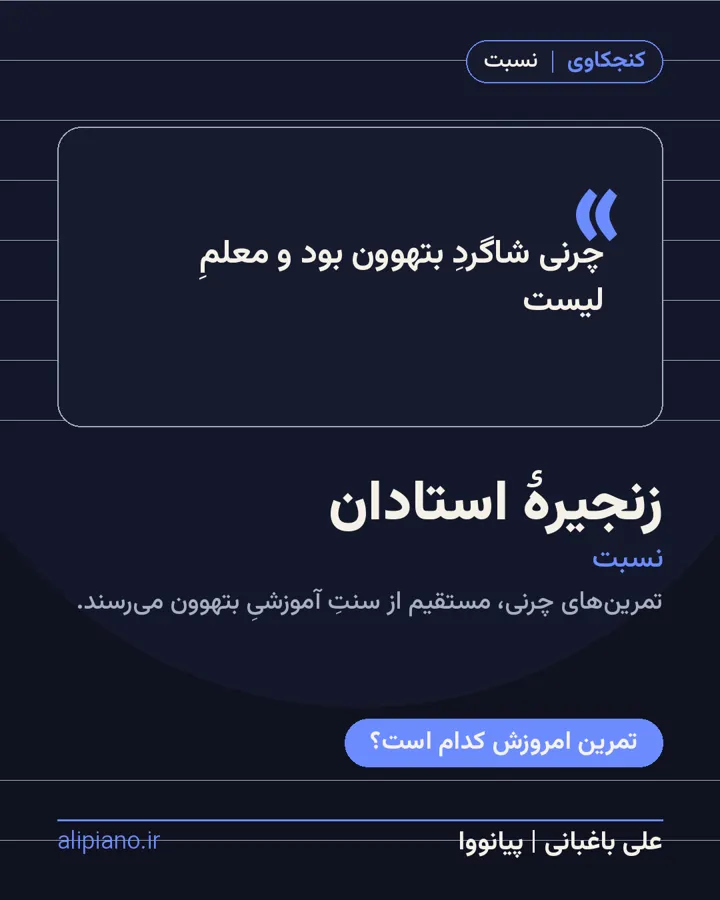 کنجکاوی | نسبت
«
چرنی شاگردِ بتهوون بود و معلمِ
لیست
زنجیرهٔ استادان
نسبت
تمرین‌های چرنی، مستقیم از سنتِ آموزشیِ بتهوون می‌رسند.
تمرین امروزش کدام است؟
علی باغبانی | پیانووا
alipiano.ir